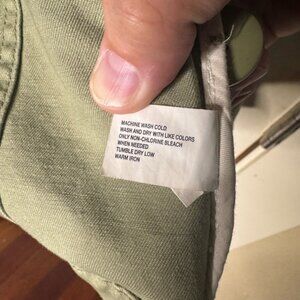 MACHINE WASH COLD
WASH AND DRY WITH LIKE COLORS
ONLY NON-CHLORINE BLEACH
WHEN NEEDED
TUMBLE DRY LOW
WARM IRON